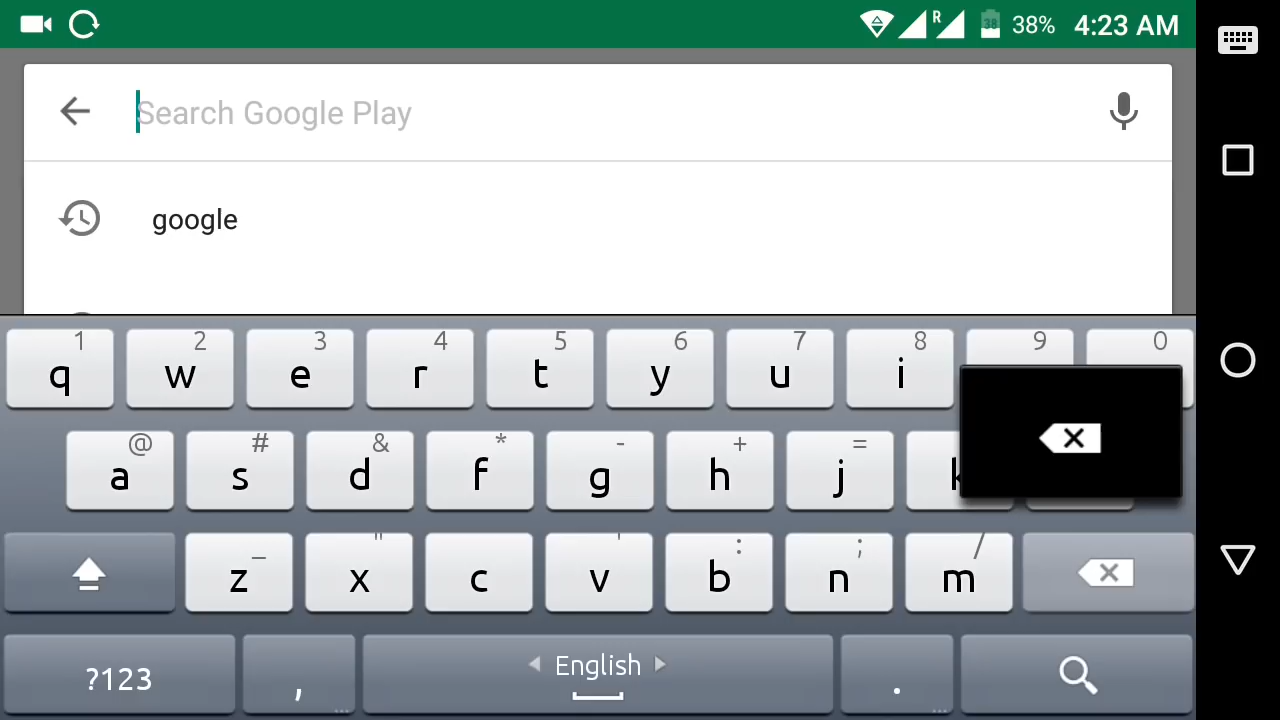 R 38 38% 4:23 AM
Search Google Play
google
1 2 3 4 5 6 7 8 9 0
q w e r t y u i
@ # & * - + =
a s d f g h j k
_ " ' : ; /
z x c v b n m
?123 , ... English . ...